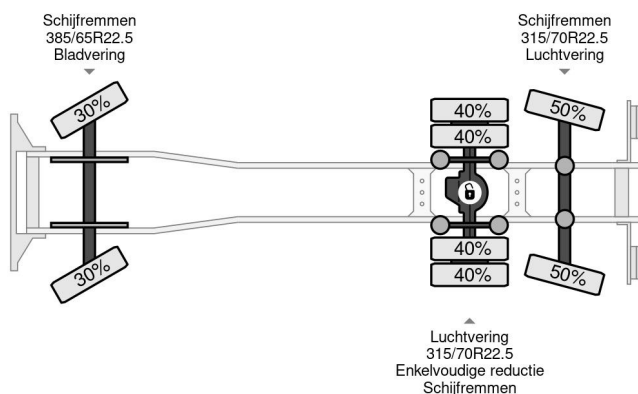 Schijfremmen
385/65R22.5
Bladvering
Schijfremmen
315/70R22.5
Luchtvering
30%
40%
40%
50%
30%
40%
40%
50%
Luchtvering
315/70R22.5
Enkelvoudige reductie
Schijfremmen